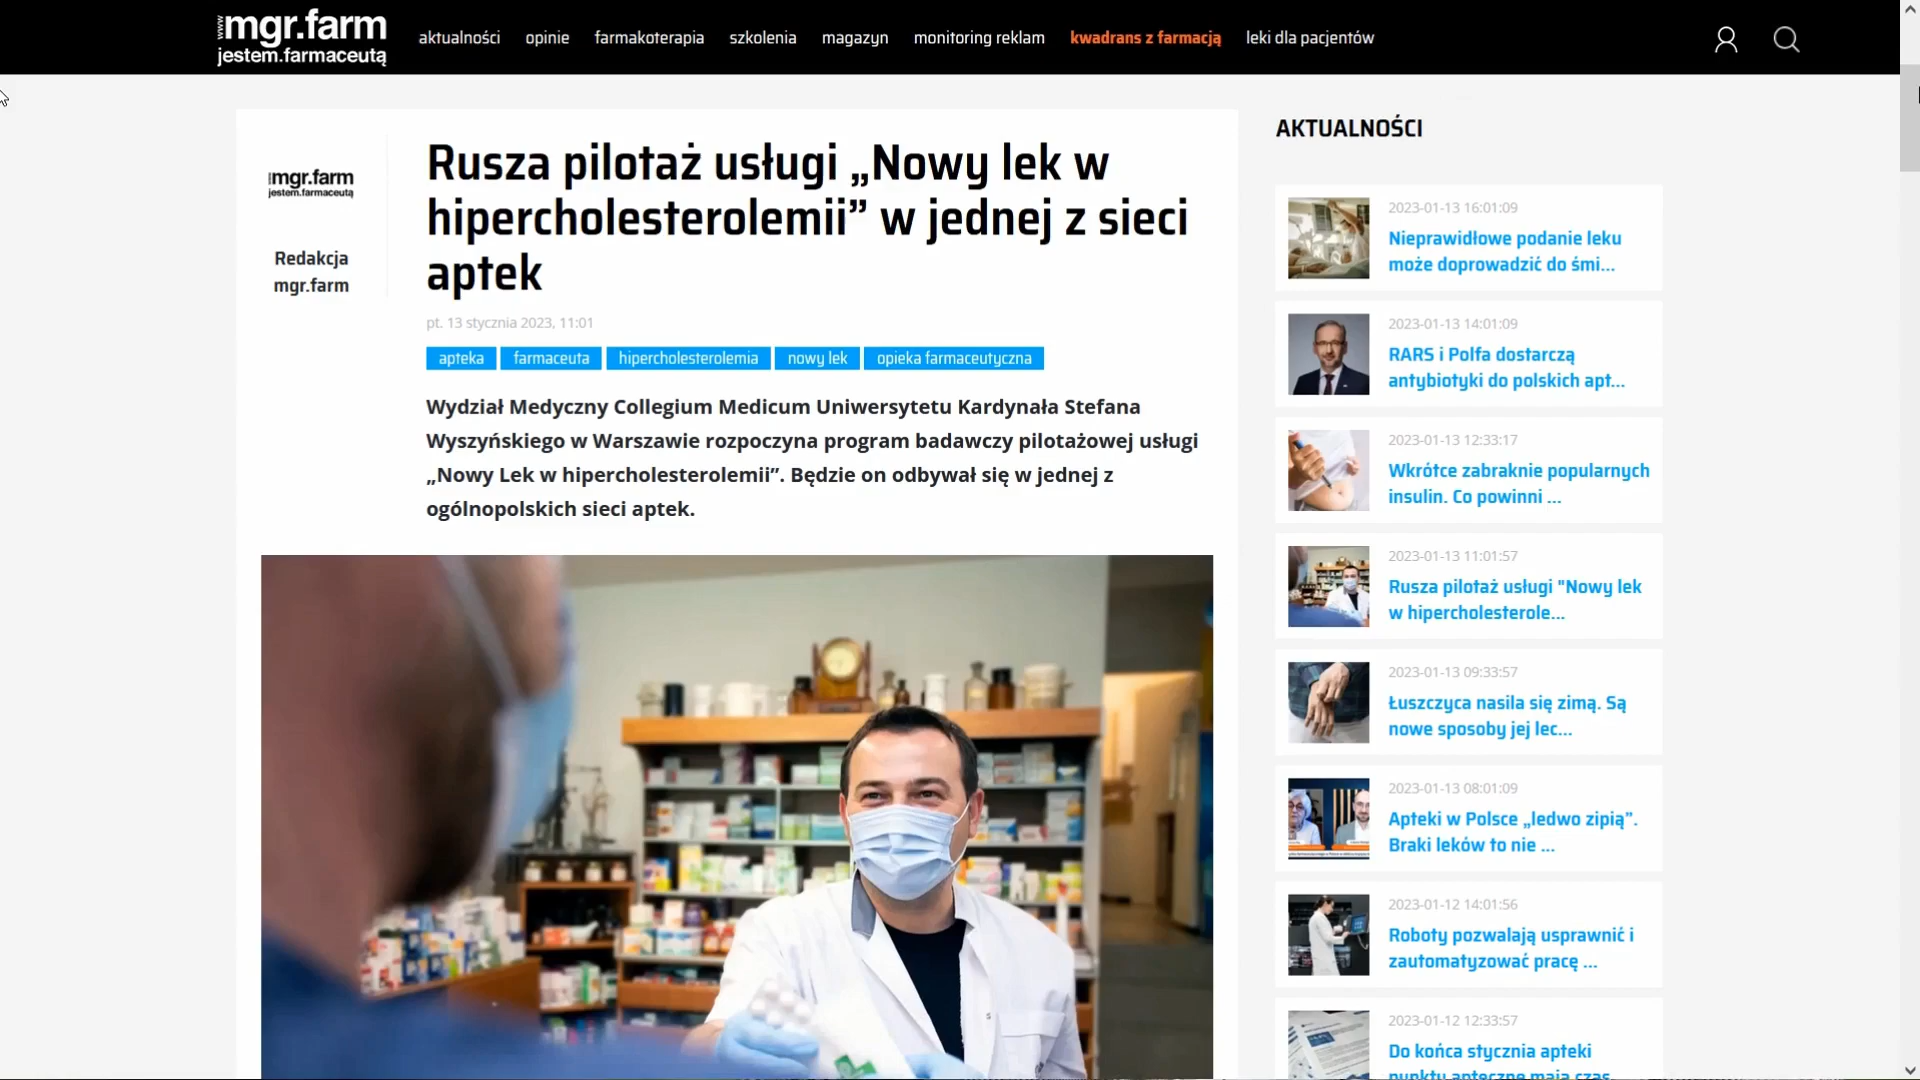 www.mgr.farm
jestem.farmaceutą
aktualności
opinie
farmakoterapia
szkolenia
magazyn
monitoring reklam
kwadrans z farmacją
leki dla pacjentów
www.mgr.farm
jestem.farmaceutą
Redakcja
mgr.farm
Rusza pilotaż usługi „Nowy lek w
hipercholesterolemii” w jednej z sieci
aptek
pt. 13 stycznia 2023, 11:01
apteka
farmaceuta
hipercholesterolemia
nowy lek
opieka farmaceutyczna
Wydział Medyczny Collegium Medicum Uniwersytetu Kardynała Stefana
Wyszyńskiego w Warszawie rozpoczyna program badawczy pilotażowej usługi
„Nowy Lek w hipercholesterolemii”. Będzie on odbywał się w jednej z
ogólnopolskich sieci aptek.
AKTUALNOŚCI
2023-01-13 16:01:09
Nieprawidłowe podanie leku
może doprowadzić do śmi...
2023-01-13 14:01:09
RARS i Polfa dostarczą
antybiotyki do polskich apt...
2023-01-13 12:33:17
Wkrótce zabraknie popularnych
insulin. Co powinni ...
2023-01-13 11:01:57
Rusza pilotaż usługi "Nowy lek
w hipercholesterole...
2023-01-13 09:33:57
Łuszczyca nasila się zimą. Są
nowe sposoby jej lec...
2023-01-13 08:01:09
Apteki w Polsce „ledwo zipią”.
Braki leków to nie ...
2023-01-12 14:01:56
Roboty pozwalają usprawnić i
zautomatyzować pracę ...
2023-01-12 12:33:57
Do końca stycznia apteki
punkty apteczne mają czas